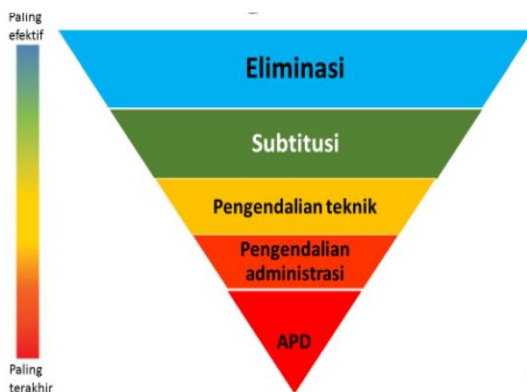 Paling
efektif
Eliminasi
Subtitusi
Pengendalian teknik
Pengendalian
administrasi
APD
Paling
terakhir